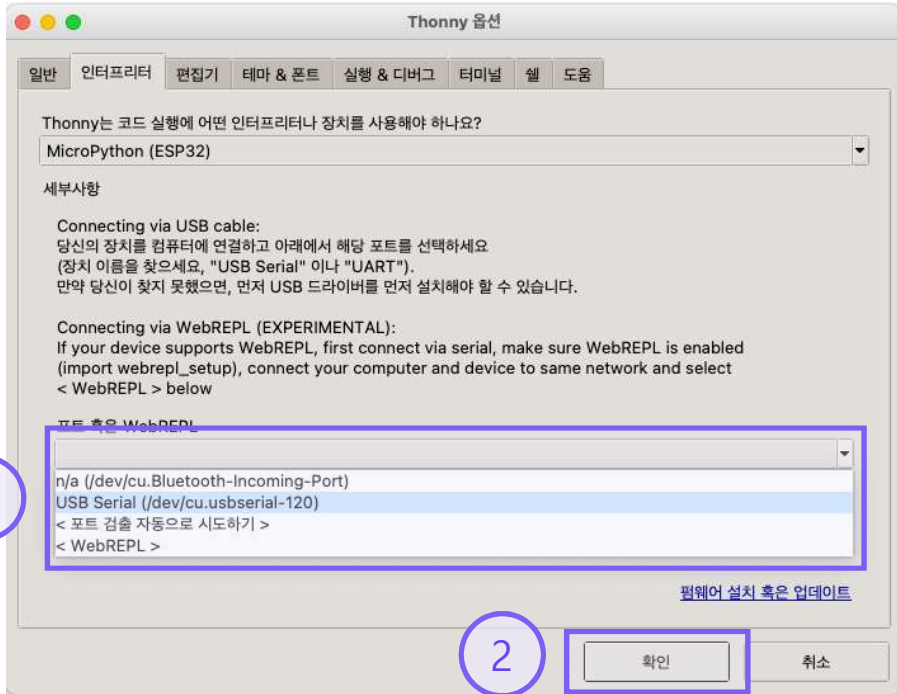 Thonny 옵션
일반 인터프리터 편집기 테마 & 폰트 실행 & 디버그 터미널 쉘 도움
Thonny는 코드 실행에 어떤 인터프리터나 장치를 사용해야 하나요?
MicroPython (ESP32)
세부사항
Connecting via USB cable:
당신의 장치를 컴퓨터에 연결하고 아래에서 해당 포트를 선택하세요
(장치 이름을 찾으세요, "USB Serial" 이나 "UART").
만약 당신이 찾지 못했으면, 먼저 USB 드라이버를 먼저 설치해야 할 수 있습니다.
Connecting via WebREPL (EXPERIMENTAL):
If your device supports WebREPL, first connect via serial, make sure WebREPL is enabled
(import webrepl_setup), connect your computer and device to same network and select
< WebREPL > below
포트 혹은 WebREPL
n/a (/dev/cu.Bluetooth-Incoming-Port)
USB Serial (/dev/cu.usbserial-120)
< 포트 검출 자동으로 시도하기 >
< WebREPL >
펌웨어 설치 혹은 업데이트
2
확인
취소